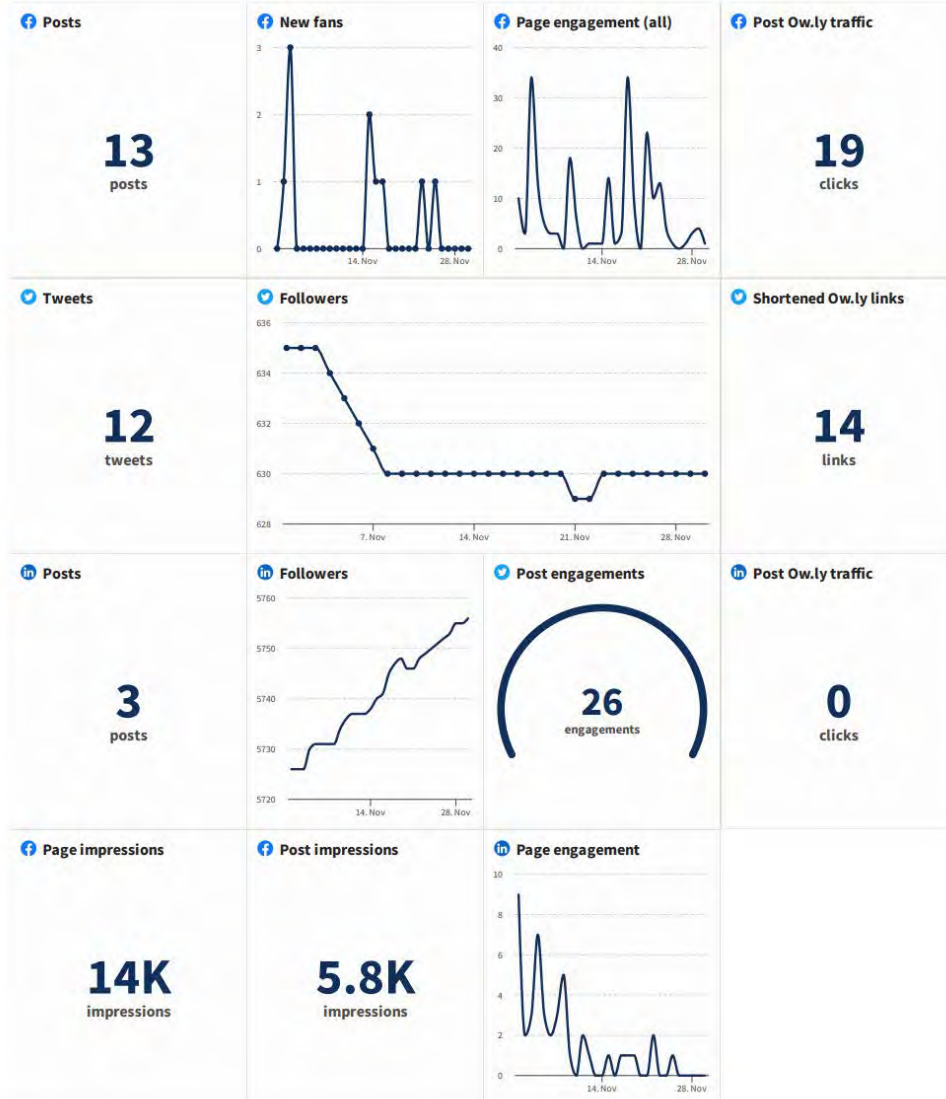 Posts
13
posts
New fans
3
2
1
0
14. Nov
28. Nov
Page engagement (all)
40
30
20
10
0
14. Nov
28. Nov
Post Ow.ly traffic
19
clicks
Tweets
12
tweets
Followers
636
634
632
630
628
7. Nov
14. Nov
21. Nov
28. Nov
Shortened Ow.ly links
14
links
in Posts
3
posts
in Followers
5760
5750
5740
5730
5720
14. Nov
28. Nov
Post engagements
26
engagements
in Post Ow.ly traffic
0
clicks
Page impressions
14K
impressions
Post impressions
5.8K
impressions
in Page engagement
10
8
6
4
2
0
14. Nov
28. Nov